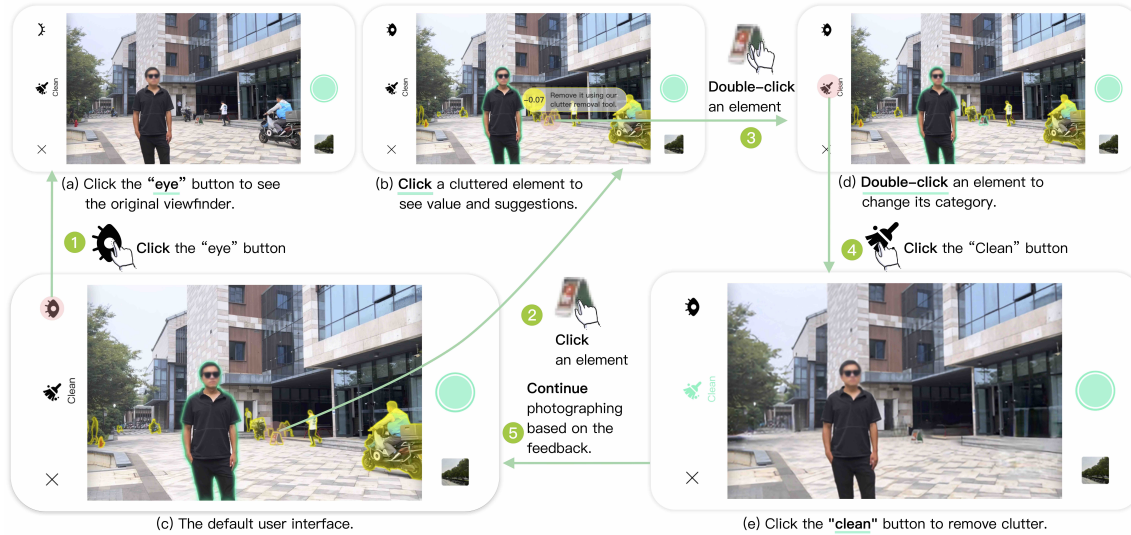 Clean
(a) Click the “eye” button to see
the original viewfinder.
Clean
-0.07
Remove it using our
clutter removal tool.
(b) Click a cluttered element to
see value and suggestions.
Double-click
an element
3
Clean
(d) Double-click an element to
change its category.
1
Click the “eye” button
4
Click the “Clean” button
2
Click
an element
Continue
photographing
based on the
feedback.
5
Clean
(c) The default user interface.
Clean
(e) Click the "clean" button to remove clutter.